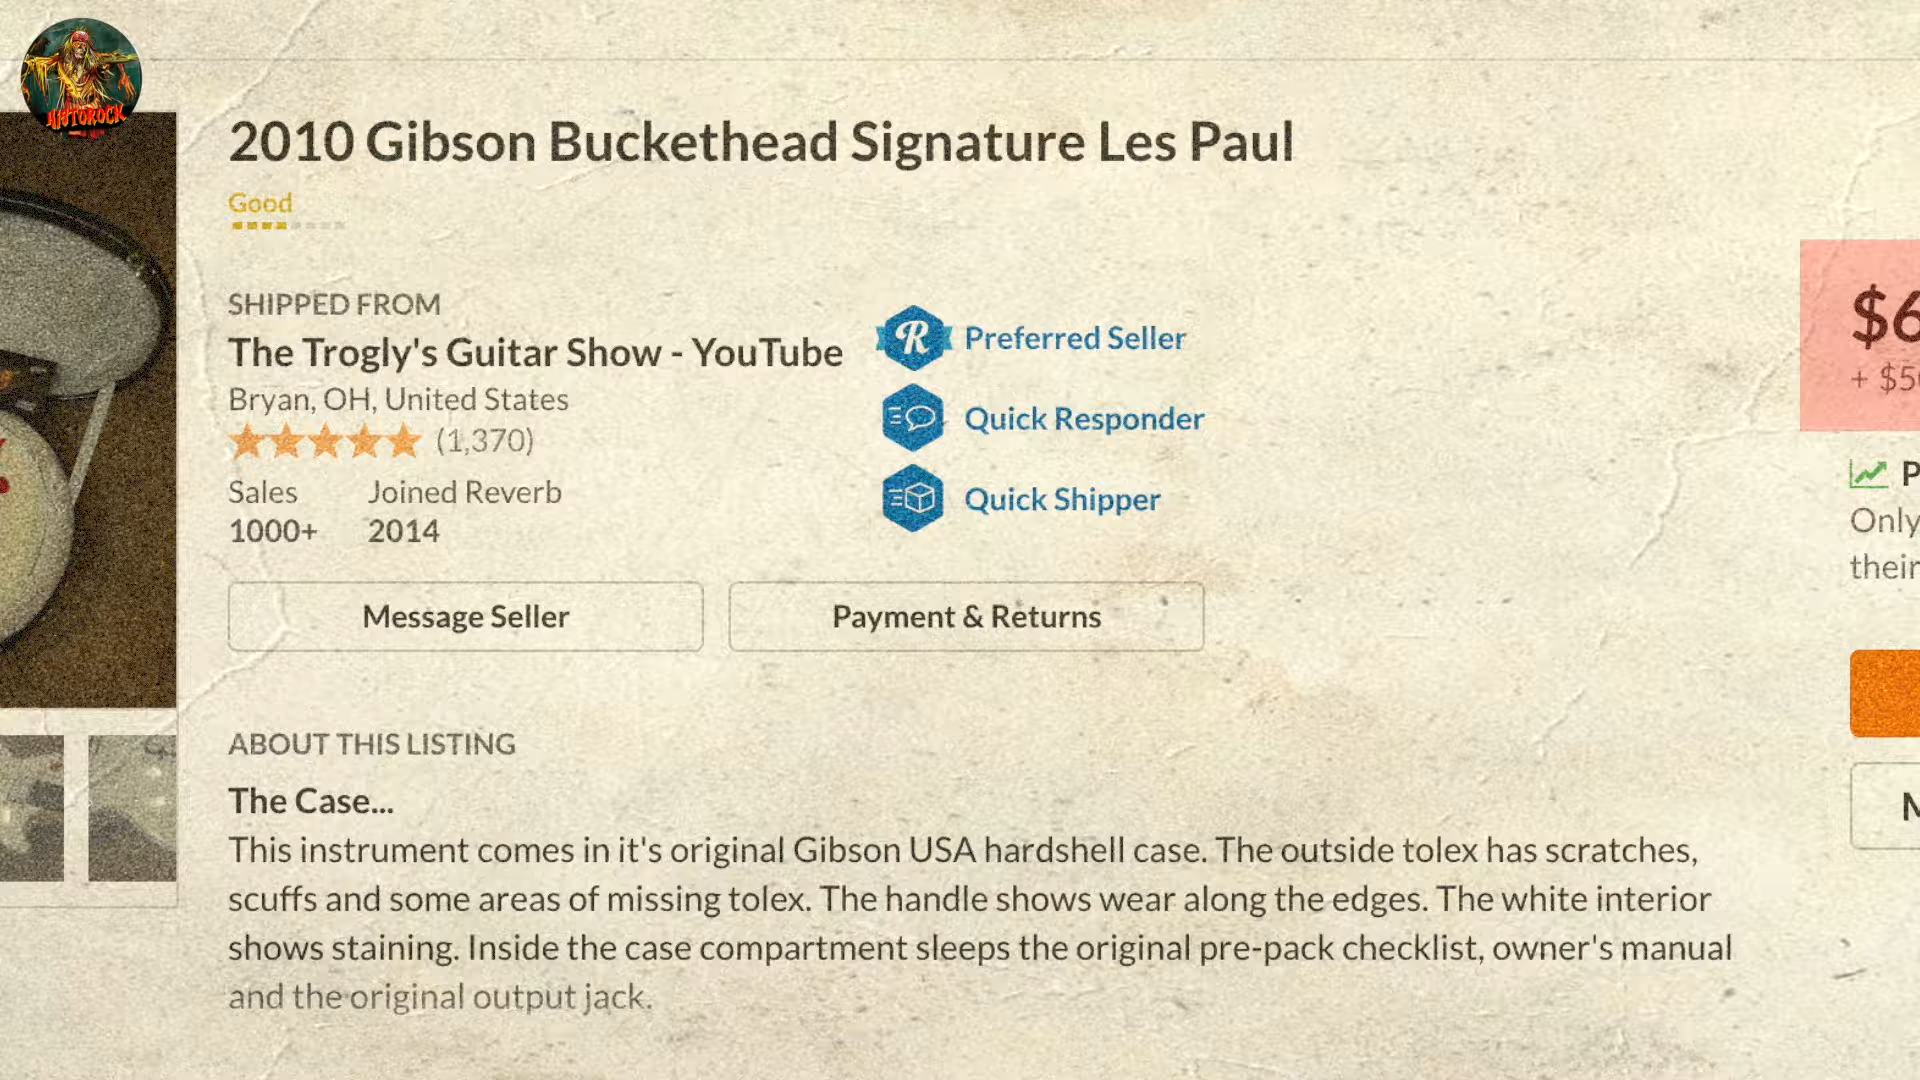 ANTOROCK
2010 Gibson Buckethead Signature Les Paul
Good
SHIPPED FROM
The Trogly's Guitar Show - YouTube
Bryan, OH, United States
(1,370)
Sales
Joined Reverb
1000+
2014
Preferred Seller
Quick Responder
Quick Shipper
Message Seller
Payment & Returns
ABOUT THIS LISTING
The Case...
This instrument comes in it's original Gibson USA hardshell case. The outside tolex has scratches,
scuffs and some areas of missing tolex. The handle shows wear along the edges. The white interior
shows staining. Inside the case compartment sleeps the original pre-pack checklist, owner's manual
and the original output jack.
$6
+ $5
P
Only
their
M